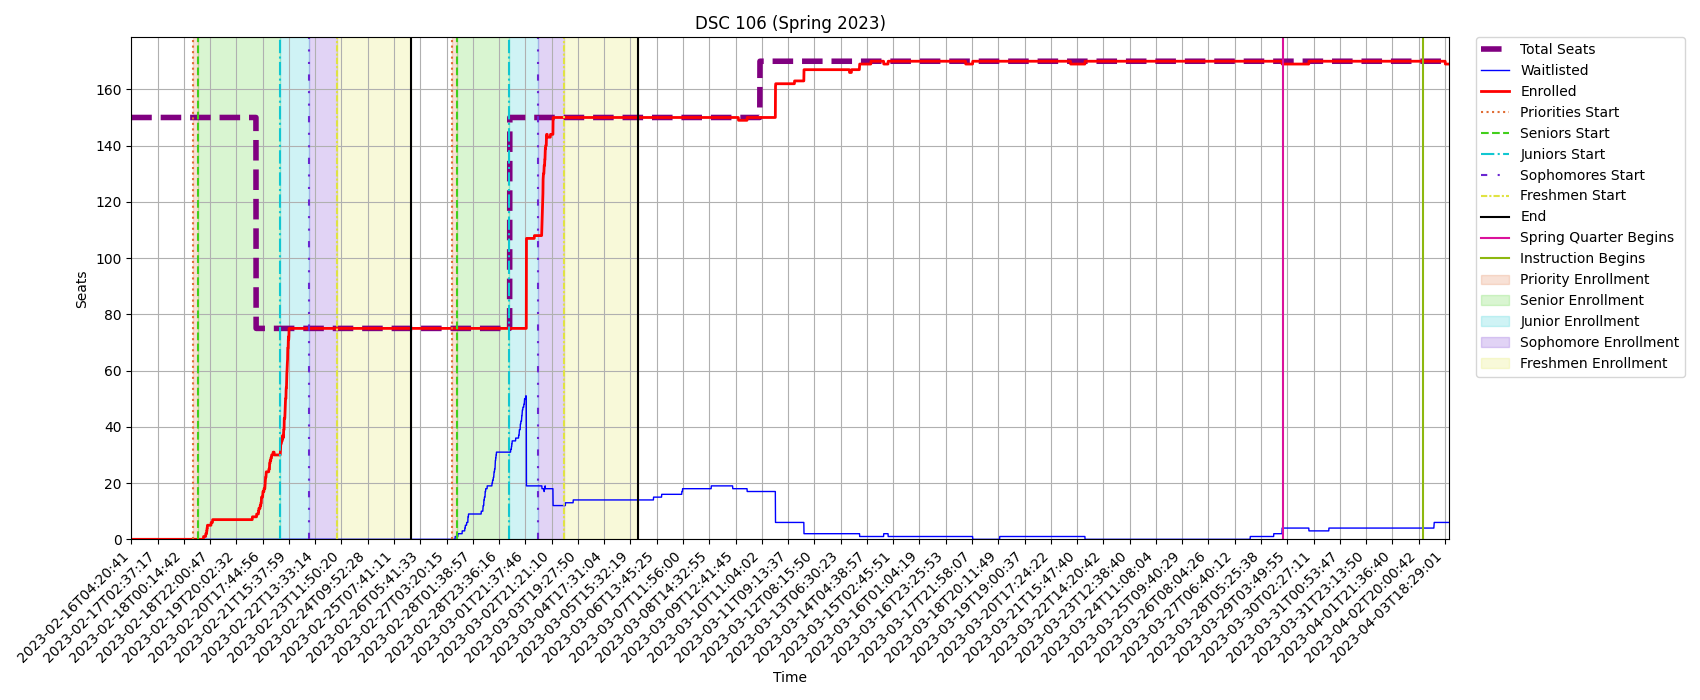 DSC 106 (Spring 2023)
Seats
160
140
120
100
80
60
40
20
0
2023-02-16T04:20:41
2023-02-17T02:37:17
2023-02-18T00:14:42
2023-02-18T22:00:47
2023-02-19T20:02:32
2023-02-20T17:44:56
2023-02-21T15:37:59
2023-02-22T13:33:14
2023-02-23T11:50:20
2023-02-24T09:52:28
2023-02-25T07:41:11
2023-02-26T05:41:33
2023-02-27T03:20:15
2023-02-28T01:38:57
2023-02-28T23:36:16
2023-03-01T21:37:46
2023-03-02T21:21:10
2023-03-03T19:27:50
2023-03-04T17:31:04
2023-03-05T15:32:19
2023-03-06T13:45:25
2023-03-07T11:56:00
2023-03-08T14:32:55
2023-03-09T12:41:45
2023-03-10T11:04:02
2023-03-11T09:13:37
2023-03-12T08:15:50
2023-03-13T06:30:23
2023-03-14T04:38:57
2023-03-15T02:45:51
2023-03-16T01:04:19
2023-03-16T23:25:53
2023-03-17T21:58:07
2023-03-18T20:11:49
2023-03-19T19:00:37
2023-03-20T17:24:22
2023-03-21T15:47:40
2023-03-22T14:20:42
2023-03-23T12:38:40
2023-03-24T11:08:04
2023-03-25T09:40:29
2023-03-26T08:04:26
2023-03-27T06:40:12
2023-03-28T05:25:38
2023-03-29T03:49:55
2023-03-30T02:27:11
2023-03-31T00:53:47
2023-03-31T23:13:50
2023-04-01T21:36:40
2023-04-02T20:00:42
2023-04-03T18:29:01
Time
Total Seats
Waitlisted
Enrolled
Priorities Start
Seniors Start
Juniors Start
Sophomores Start
Freshmen Start
End
Spring Quarter Begins
Instruction Begins
Priority Enrollment
Senior Enrollment
Junior Enrollment
Sophomore Enrollment
Freshmen Enrollment